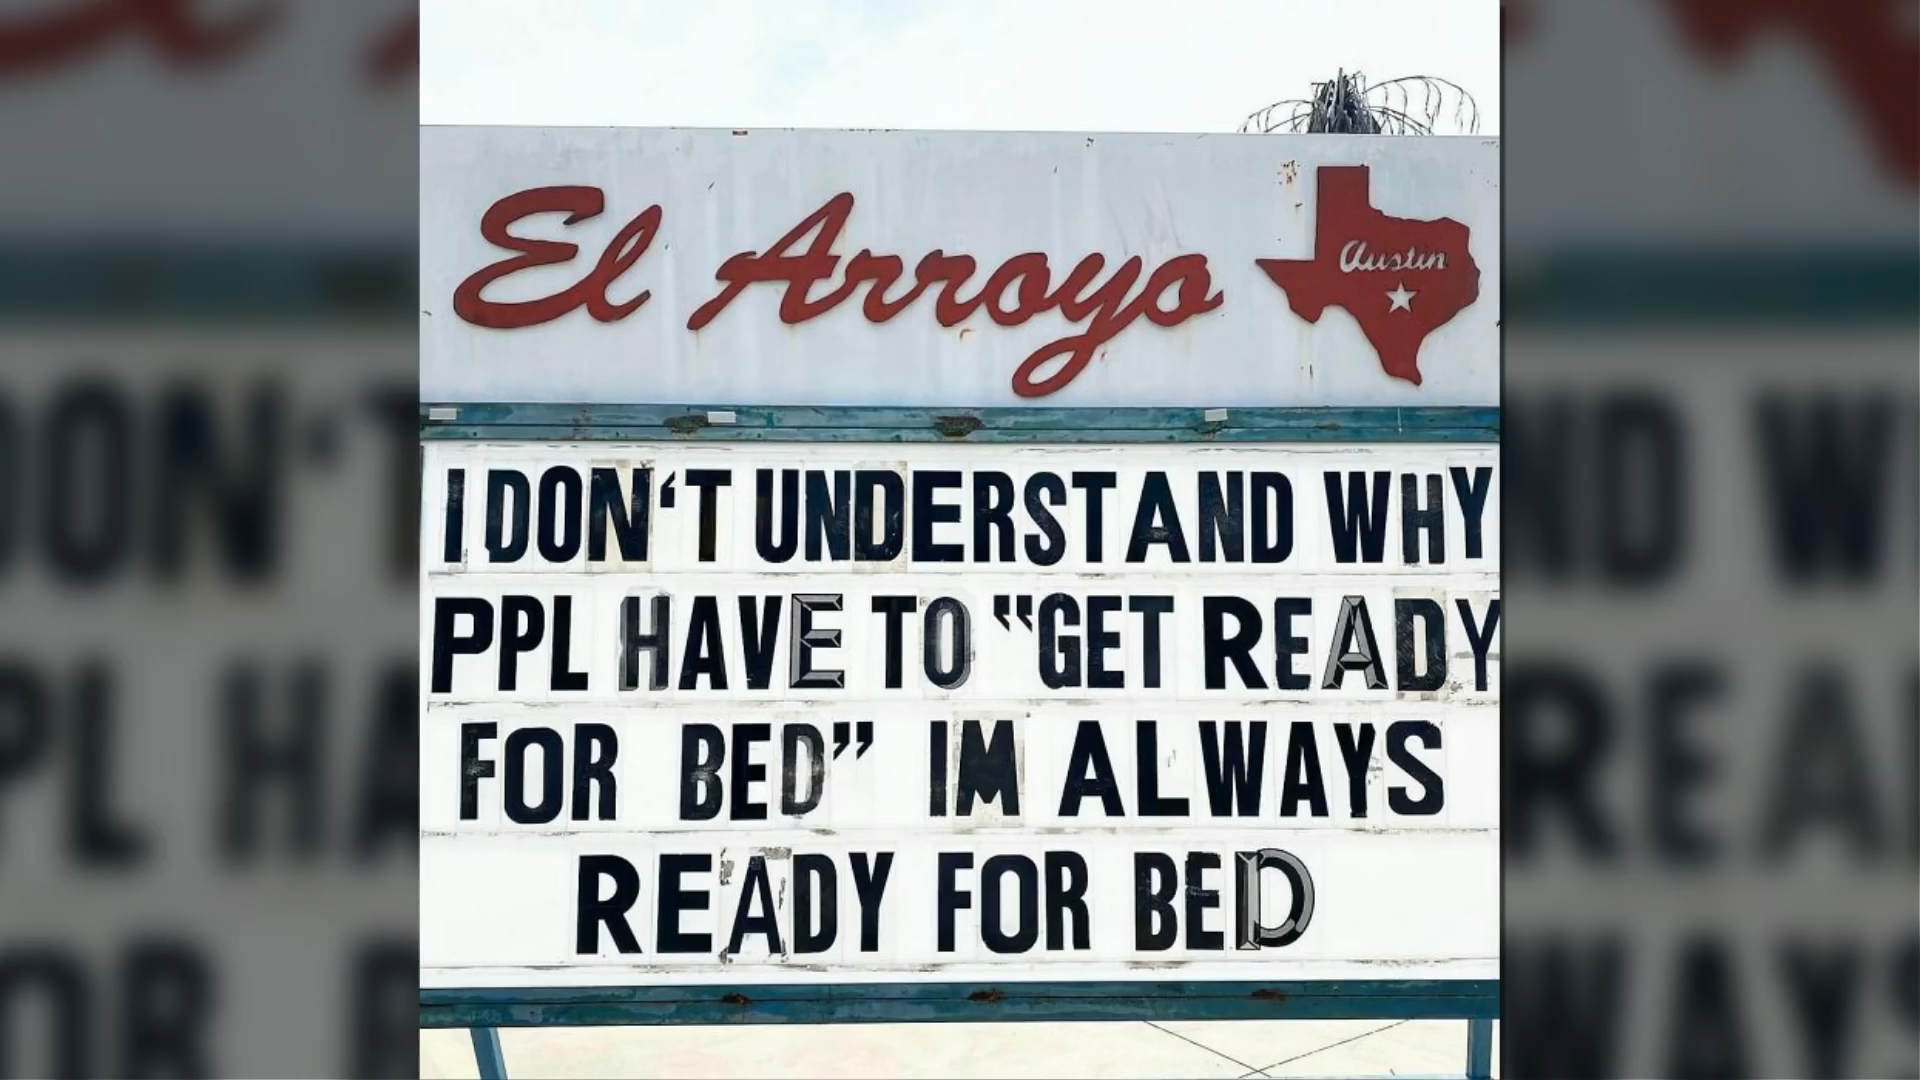 El Arroyo
Austin
I DON‘T UNDERSTAND WHY
PPL HAVE TO "GET READY
FOR BED” IM ALWAYS
READY FOR BED